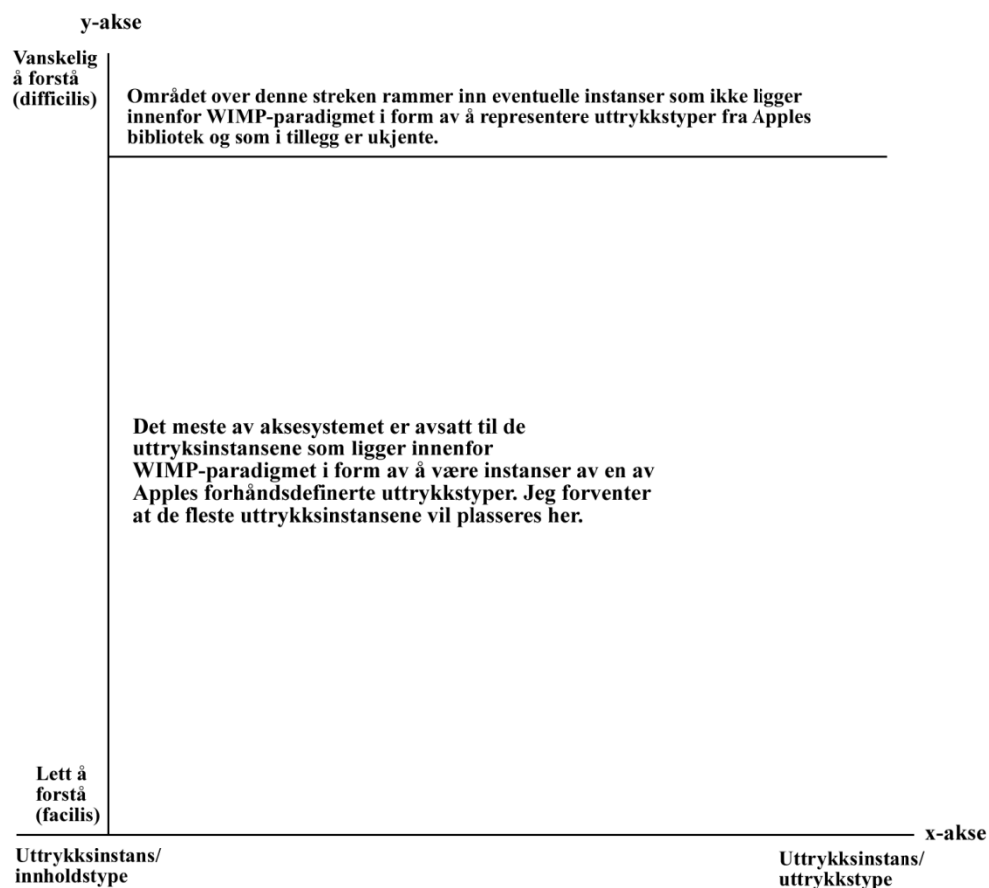 y-akse
Vanskelig
å forstå
(difficilis)
Området over denne streken rammer inn eventuelle instanser som ikke ligger
innenfor WIMP-paradigmet i form av å representere uttrykkstyper fra Apples
bibliotek og som i tillegg er ukjente.
Det meste av aksesystemet er avsatt til de
uttryksinstansene som ligger innenfor
WIMP-paradigmet i form av å være instanser av en av
Apples forhåndsdefinerte uttrykkstyper. Jeg forventer
at de fleste uttrykksinstansene vil plasseres her.
Lett å
forstå
(facilis)
x-akse
Uttrykksinstans/
innholdstype
Uttrykksinstans/
uttrykkstype